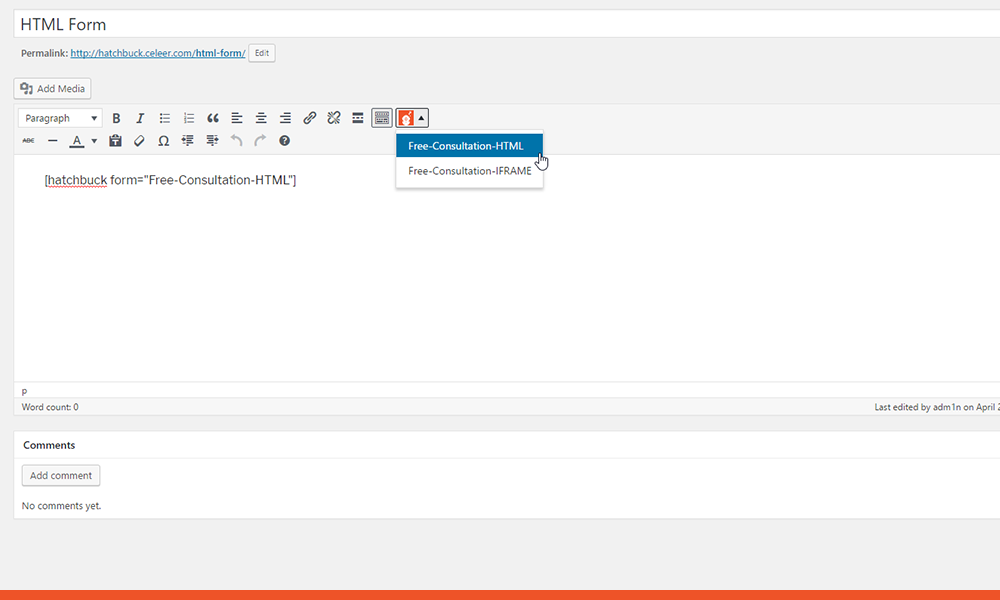 HTML Form
Permalink: http://hatchbuck.celeer.com/html-form/ Edit
Add Media
Paragraph B I
ABC A Ω
Free-Consultation-HTML
Free-Consultation-IFRAME
[hatchbuck form="Free-Consultation-HTML"]
p
Word count: 0 Last edited by adm1n on April 2
Comments
Add comment
No comments yet.